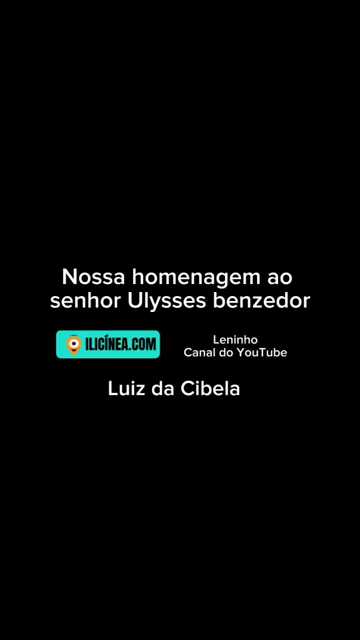 Nossa homenagem ao
senhor Ulysses benzedor
ILICÍNEA.COM
Leninho
Canal do YouTube
Luiz da Cibela